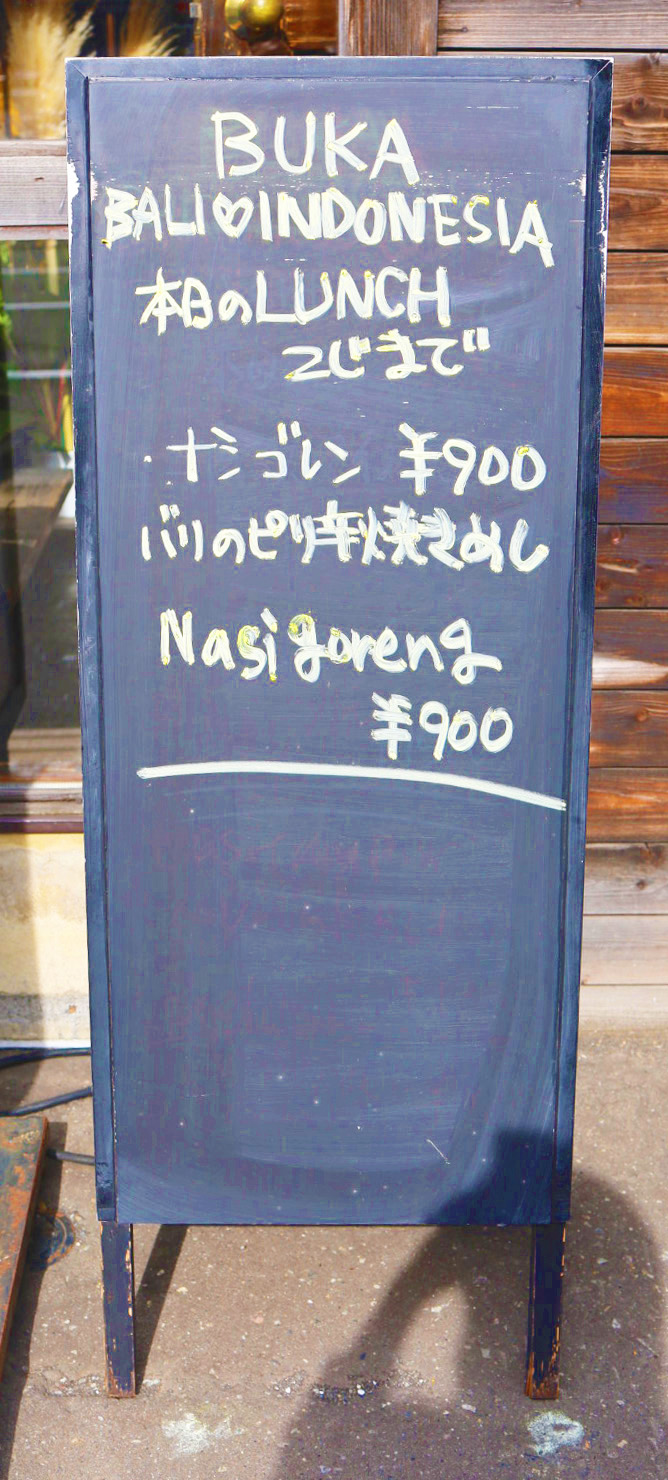 BUKA
BALI♡INDONESIA
本日のLUNCH
2じまで
・ナシゴレン ¥900
バリのピリ辛焼きめし
Nasi goreng
¥900